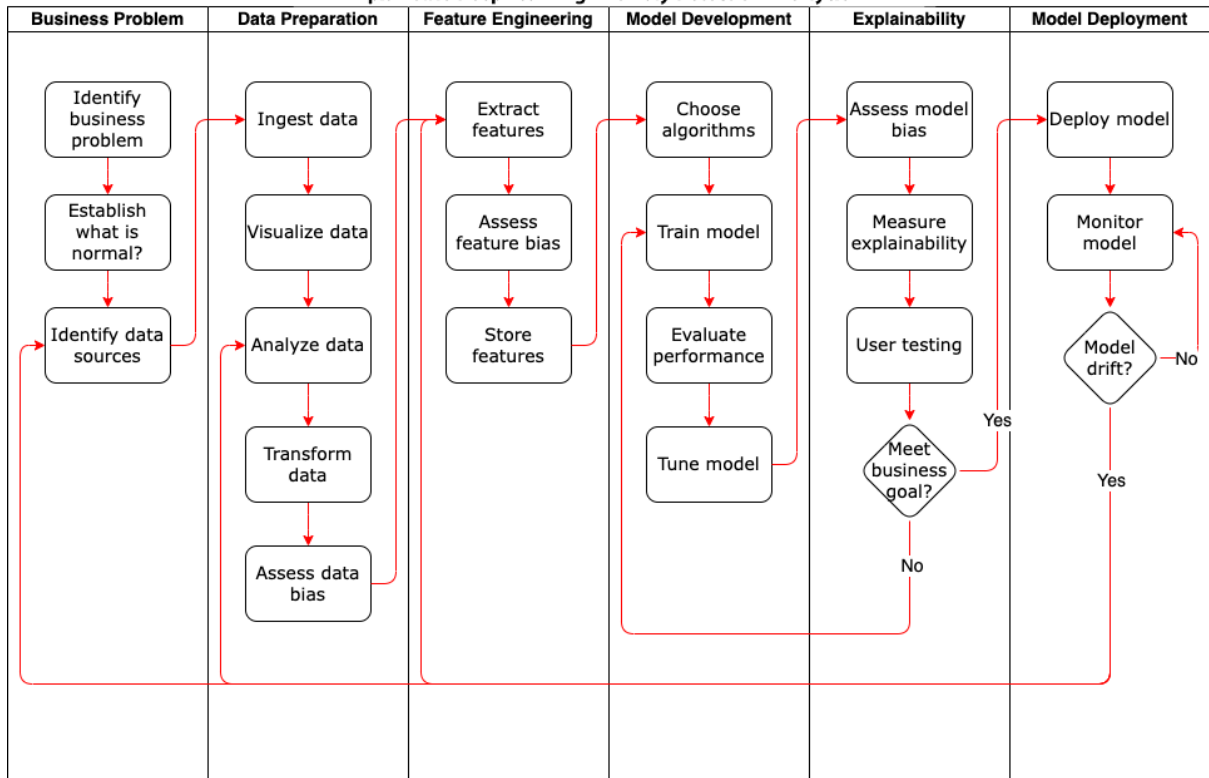 Business Problem
Data Preparation
Feature Engineering
Model Development
Explainability
Model Deployment
Identify
business
problem
Establish
what is
normal?
Identify data
sources
Ingest data
Visualize data
Analyze data
Transform
data
Assess data
bias
Extract
features
Assess
feature bias
Store
features
Choose
algorithms
Train model
Evaluate
performance
Tune model
Assess model
bias
Measure
explainability
User testing
Meet
business
goal?
No
Yes
Deploy model
Monitor
model
Model
drift?
No
Yes